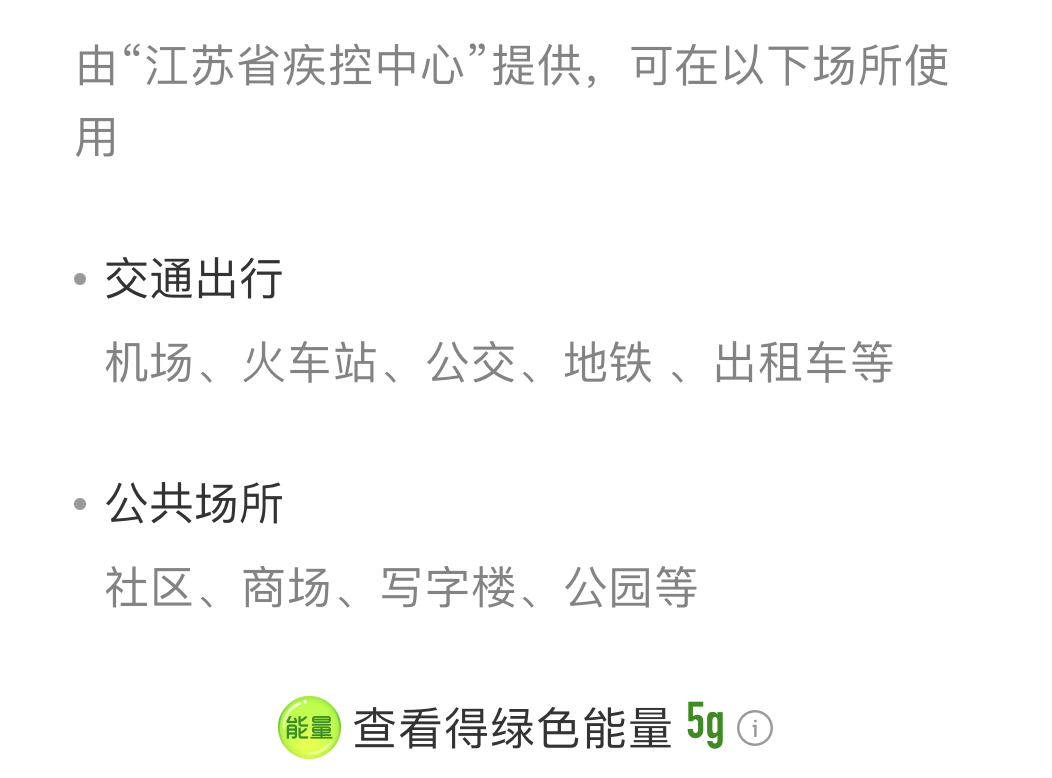 由“江苏省疾控中心”提供，可在以下场所使
用
• 交通出行
机场、火车站、公交、地铁 、出租车等
• 公共场所
社区、商场、写字楼、公园等
能量 查看得绿色能量 5g